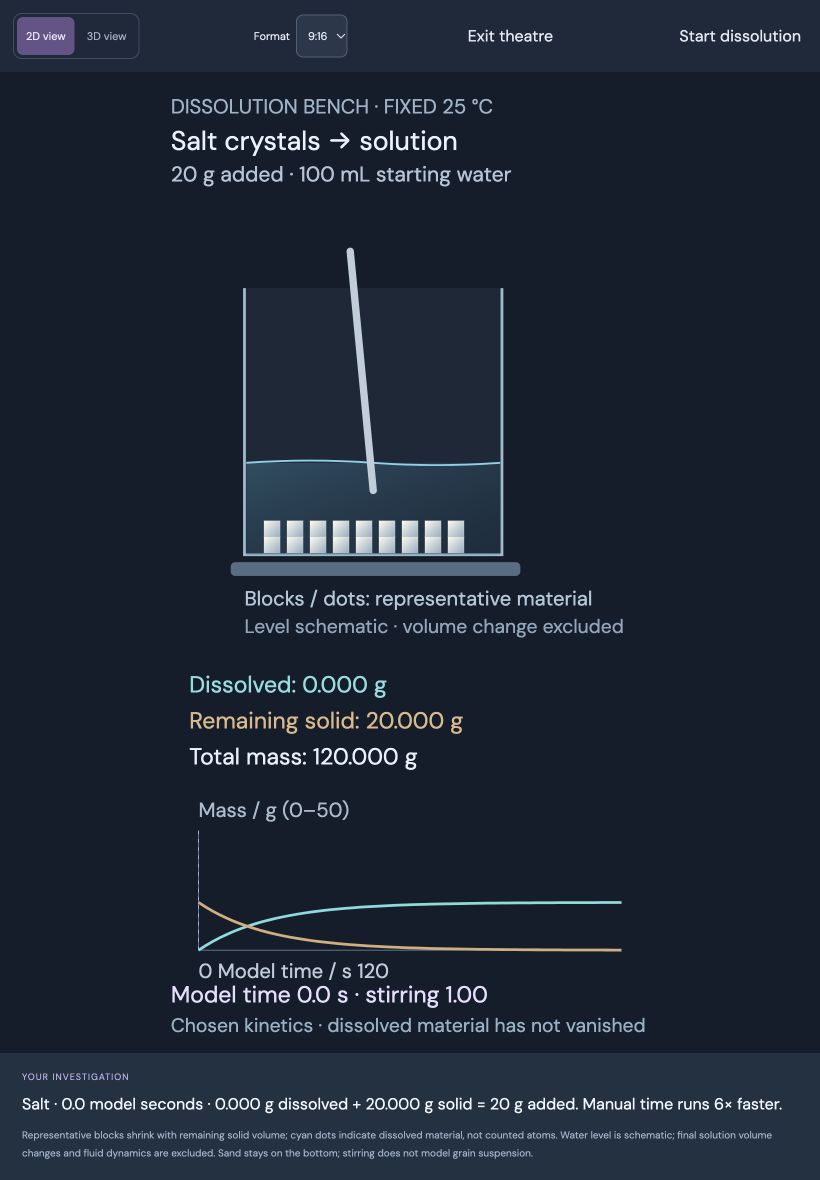 2D view 3D view Format 9:16 Exit theatre Start dissolution
DISSOLUTION BENCH · FIXED 25 °C
Salt crystals → solution
20 g added · 100 mL starting water
Blocks / dots: representative material
Level schematic · volume change excluded
Dissolved: 0.000 g
Remaining solid: 20.000 g
Total mass: 120.000 g
Mass / g (0–50)
0 Model time / s 120
Model time 0.0 s · stirring 1.00
Chosen kinetics · dissolved material has not vanished
YOUR INVESTIGATION
Salt · 0.0 model seconds · 0.000 g dissolved + 20.000 g solid = 20 g added. Manual time runs 6× faster.
Representative blocks shrink with remaining solid volume; cyan dots indicate dissolved material, not counted atoms. Water level is schematic; final solution volume
changes and fluid dynamics are excluded. Sand stays on the bottom; stirring does not model grain suspension.